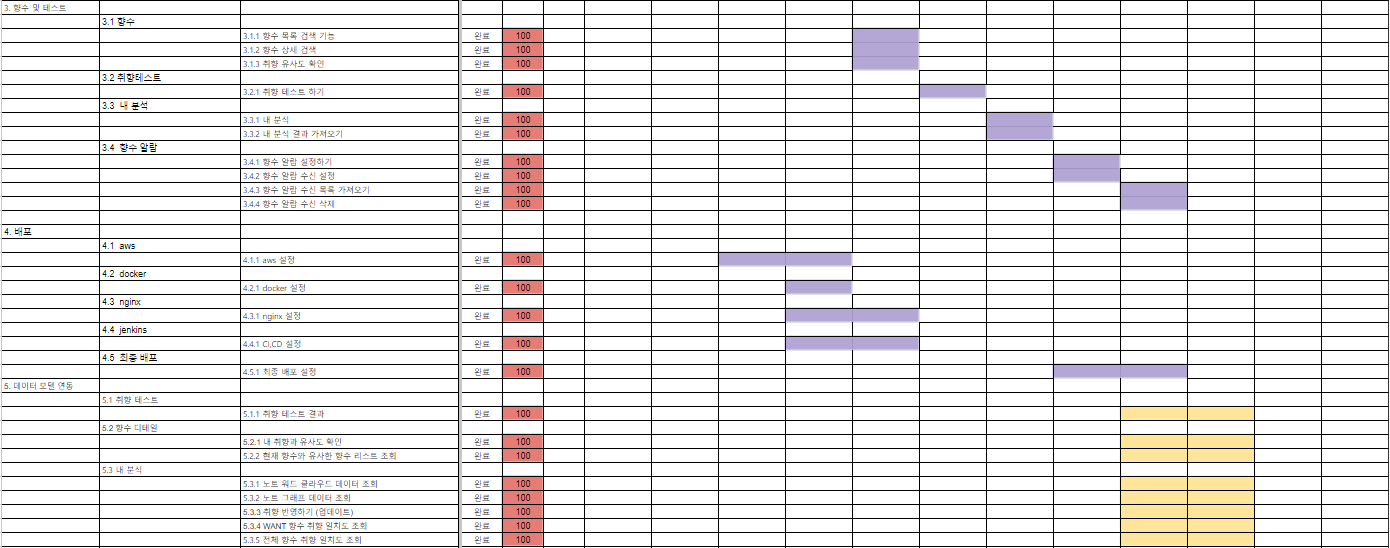 3. 향수 및 테스트
3.1 향수
3.1.1 향수 목록 검색 기능 완료 100
3.1.2 향수 상세 검색 완료 100
3.1.3 취향 유사도 확인 완료 100
3.2 취향테스트
3.2.1 취향 테스트 하기 완료 100
3.3 내 분석
3.3.1 내 분석 완료 100
3.3.2 내 분석 결과 가져오기 완료 100
3.4 향수 알람
3.4.1 향수 알람 설정하기 완료 100
3.4.2 향수 알람 수신 설정 완료 100
3.4.3 향수 알람 수신 목록 가져오기 완료 100
3.4.4 향수 알람 수신 삭제 완료 100
4. 배포
4.1 aws
4.1.1 aws 설정 완료 100
4.2 docker
4.2.1 docker 설정 완료 100
4.3 nginx
4.3.1 nginx 설정 완료 100
4.4 jenkins
4.4.1 CI,CD 설정 완료 100
4.5 최종 배포
4.5.1 최종 배포 설정 완료 100
5. 데이터 모델 연동
5.1 취향 테스트
5.1.1 취향 테스트 결과 완료 100
5.2 향수 디테일
5.2.1 내 취향과 유사도 확인 완료 100
5.2.2 현재 향수와 유사한 향수 리스트 조회 완료 100
5.3 내 분석
5.3.1 노트 워드 클라우드 데이터 조회 완료 100
5.3.2 노트 그래프 데이터 조회 완료 100
5.3.3 취향 반영하기 (업데이트) 완료 100
5.3.4 WANT 향수 취향 일치도 조회 완료 100
5.3.5 전체 향수 취향 일치도 조회 완료 100